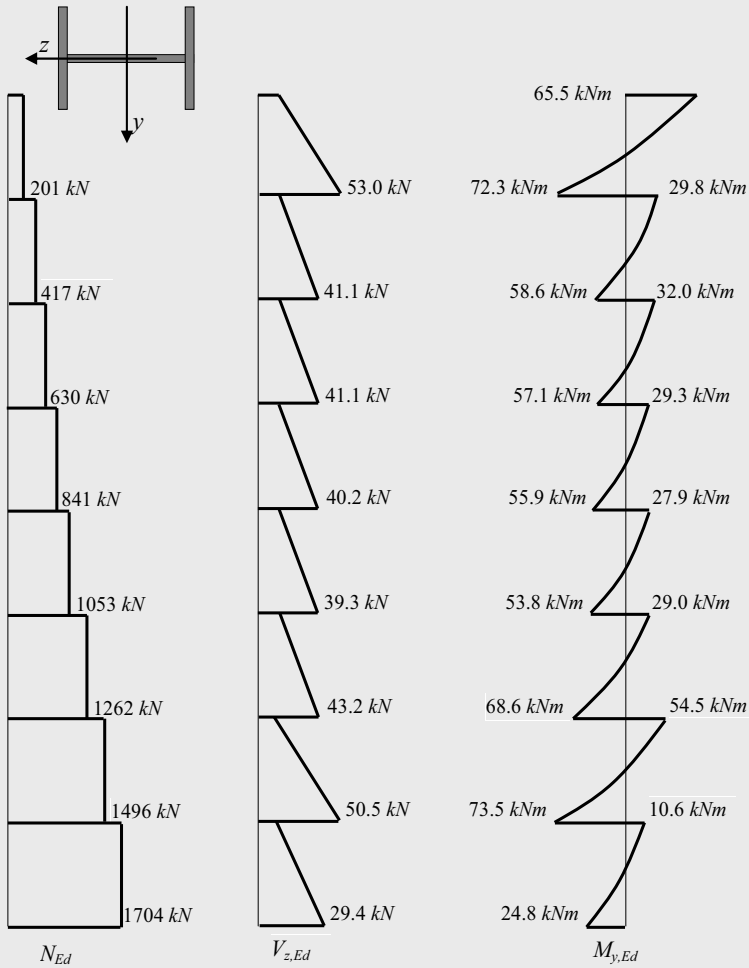 z
y
65.5 kNm
201 kN 53.0 kN 72.3 kNm 29.8 kNm
417 kN 41.1 kN 58.6 kNm 32.0 kNm
630 kN 41.1 kN 57.1 kNm 29.3 kNm
841 kN 40.2 kN 55.9 kNm 27.9 kNm
1053 kN 39.3 kN 53.8 kNm 29.0 kNm
1262 kN 43.2 kN 68.6 kNm 54.5 kNm
1496 kN 50.5 kN 73.5 kNm 10.6 kNm
1704 kN 29.4 kN 24.8 kNm
N_Ed V_z,Ed M_y,Ed